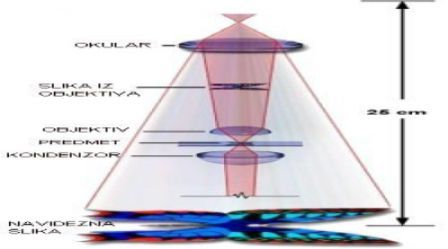 OKULAR
SLIKA IZ
OBJEKTIVA
25 cm
OBJEKTIV
PREDMET
KONDENZOR
NAVIDEZNA
SLIKA